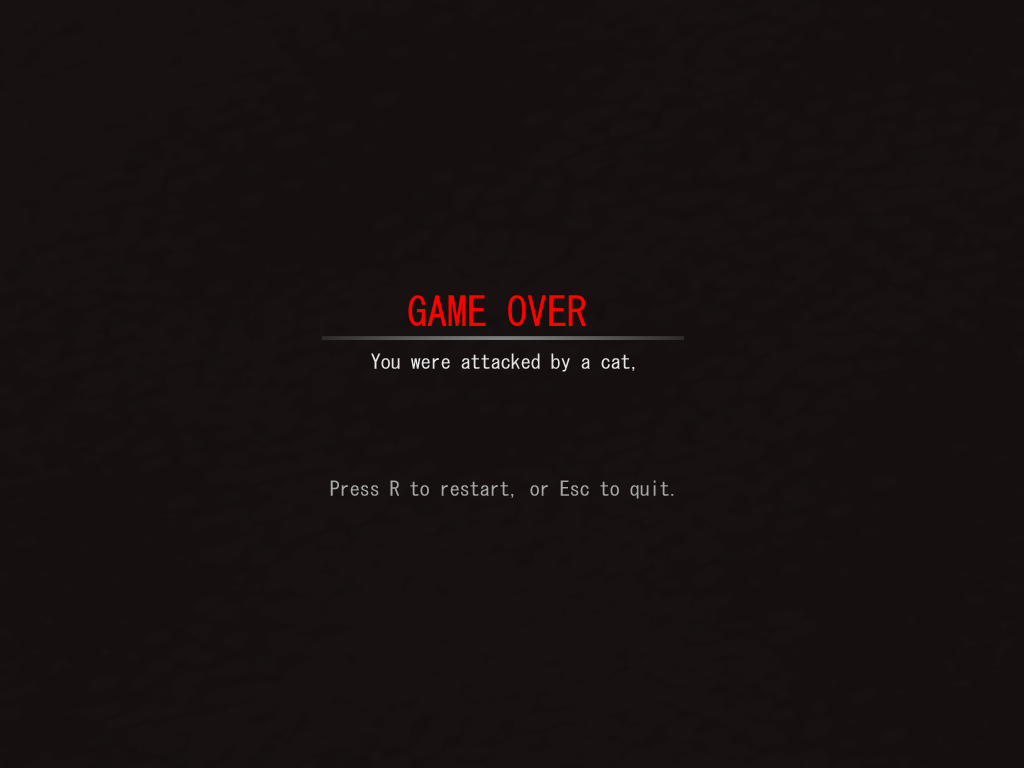 GAME OVER
You were attacked by a cat,
Press R to restart, or Esc to quit.